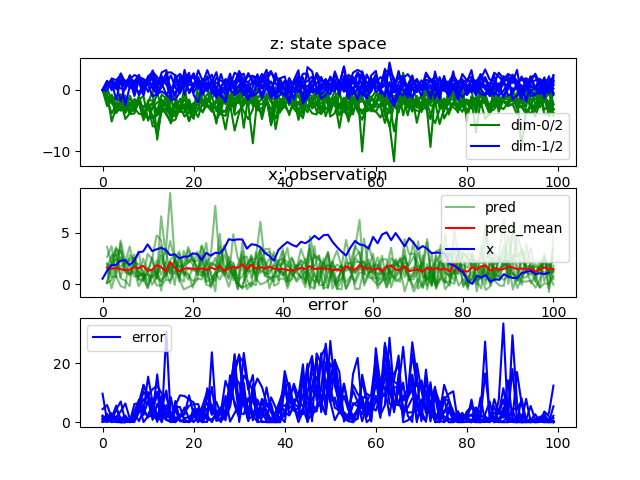 z: state space
0
−10
dim-0/2
dim-1/2
0 20 40 60 80 100
x: observation
5
0
pred
pred_mean
x
0 20 40 60 80 100
error
20
0
error
0 20 40 60 80 100